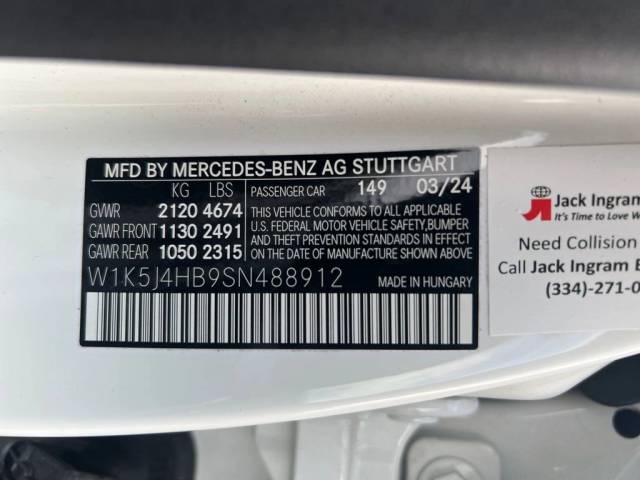 MFD BY MERCEDES-BENZ AG STUTTGART
KG LBS
GVWR 2120 4674
GAWR FRONT 1130 2491
GAWR REAR 1050 2315
PASSENGER CAR 149 03/24
THIS VEHICLE CONFORMS TO ALL APPLICABLE
U.S. FEDERAL MOTOR VEHICLE SAFETY, BUMPER
AND THEFT PREVENTION STANDARDS IN EFFECT
ON THE DATE OF MANUFACTURE SHOWN ABOVE.
W1K5J4HB9SN488912
MADE IN HUNGARY
Jack Ingram
It's Time to Love
Need Collision
Call Jack Ingram
(334)-271-0